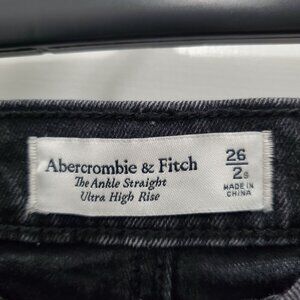 Abercrombie & Fitch
The Ankle Straight
Ultra High Rise
26
2S
MADE IN
CHINA